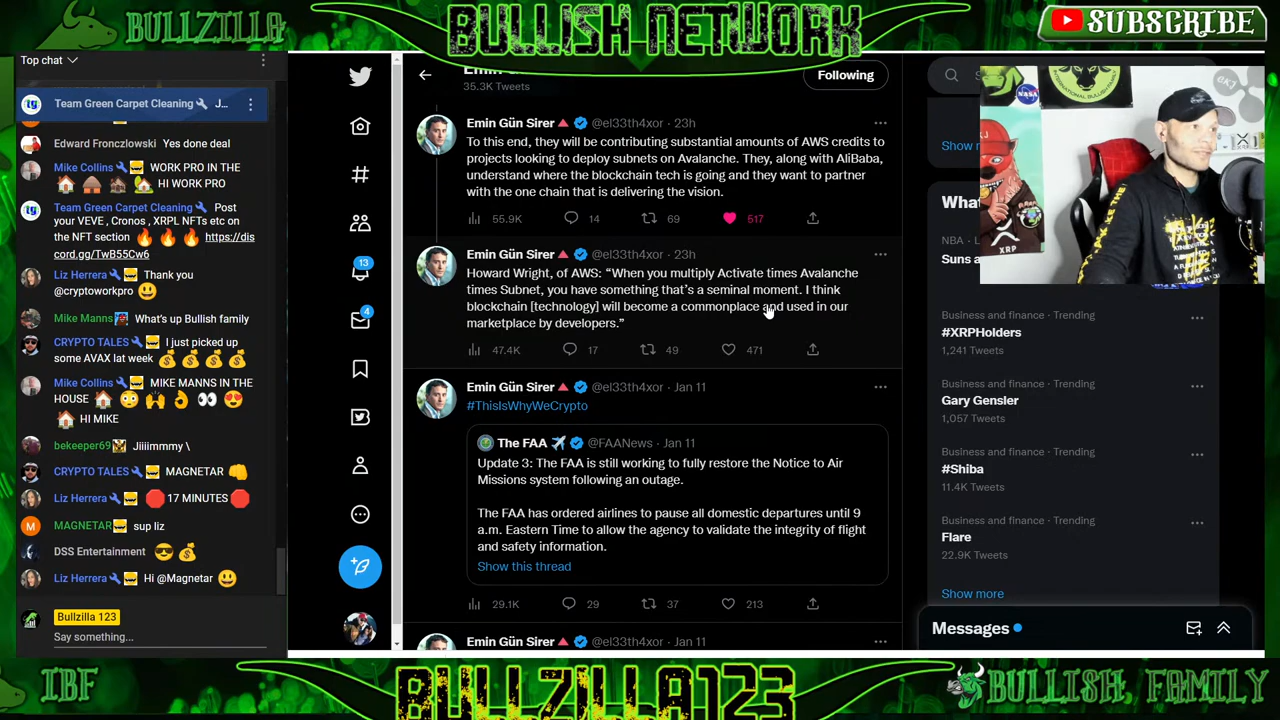 BULLZILLA
BULLISH NETWORK
SUBSCRIBE
Top chat
Team Green Carpet Cleaning J...
Edward Fronczlowski Yes done deal
Mike Collins WORK PRO IN THE
HI WORK PRO
Team Green Carpet Cleaning Post
your VEVE , Cronos , XRPL NFTs etc on
the NFT section 🔥🔥🔥 https://dis
cord.gg/TwB55Cw6
Liz Herrera Thank you
@cryptoworkpro 😃
Mike Manns What's up Bullish family
CRYPTO TALES I just picked up
some AVAX lat week 💰💰💰💰
Mike Collins MIKE MANNS IN THE
HOUSE 🏠😳🙌👌👀😍
🏠 HI MIKE
bekeeper69 Jiiiimmmy \
CRYPTO TALES MAGNETAR 👊
Liz Herrera 🛑 17 MINUTES 🛑
M MAGNETAR sup liz
DSS Entertainment 😎💰
Liz Herrera Hi @Magnetar 😃
Bullzilla 123
Say something...
13
4
35.3K Tweets
Following
Emin Gün Sirer 🔺 @el33th4xor · 23h
To this end, they will be contributing substantial amounts of AWS credits to
projects looking to deploy subnets on Avalanche. They, along with AliBaba,
understand where the blockchain tech is going and they want to partner
with the one chain that is delivering the vision.
55.9K 14 69 517
Emin Gün Sirer 🔺 @el33th4xor · 23h
Howard Wright, of AWS: “When you multiply Activate times Avalanche
times Subnet, you have something that’s a seminal moment. I think
blockchain [technology] will become a commonplace and used in our
marketplace by developers.”
47.4K 17 49 471
Emin Gün Sirer 🔺 @el33th4xor · Jan 11
#ThisIsWhyWeCrypto
The FAA ✈️ @FAANews · Jan 11
Update 3: The FAA is still working to fully restore the Notice to Air
Missions system following an outage.
The FAA has ordered airlines to pause all domestic departures until 9
a.m. Eastern Time to allow the agency to validate the integrity of flight
and safety information.
Show this thread
29.1K 29 37 213
Emin Gün Sirer 🔺 @el33th4xor · Jan 11
NASA
XRP
Show
Wha
NBA · L
Suns a
Business and finance · Trending
#XRPHolders
1,241 Tweets
Business and finance · Trending
Gary Gensler
1,057 Tweets
Business and finance · Trending
#Shiba
11.4K Tweets
Business and finance · Trending
Flare
22.9K Tweets
Show more
Messages
IBF
BULLZILLA123
BULLISH FAMILY